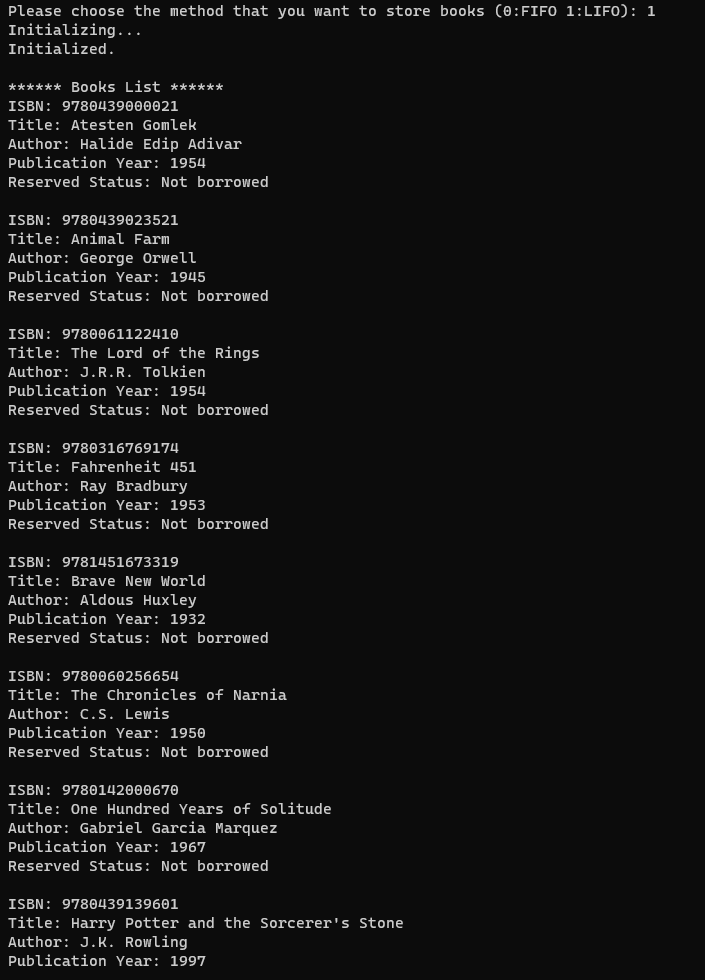 Please choose the method that you want to store books (0:FIFO 1:LIFO): 1
Initializing...
Initialized.

****** Books List ******
ISBN: 9780439000021
Title: Atesten Gomlek
Author: Halide Edip Adivar
Publication Year: 1954
Reserved Status: Not borrowed

ISBN: 9780439023521
Title: Animal Farm
Author: George Orwell
Publication Year: 1945
Reserved Status: Not borrowed

ISBN: 9780061122410
Title: The Lord of the Rings
Author: J.R.R. Tolkien
Publication Year: 1954
Reserved Status: Not borrowed

ISBN: 9780316769174
Title: Fahrenheit 451
Author: Ray Bradbury
Publication Year: 1953
Reserved Status: Not borrowed

ISBN: 9781451673319
Title: Brave New World
Author: Aldous Huxley
Publication Year: 1932
Reserved Status: Not borrowed

ISBN: 9780060256654
Title: The Chronicles of Narnia
Author: C.S. Lewis
Publication Year: 1950
Reserved Status: Not borrowed

ISBN: 9780142000670
Title: One Hundred Years of Solitude
Author: Gabriel Garcia Marquez
Publication Year: 1967
Reserved Status: Not borrowed

ISBN: 9780439139601
Title: Harry Potter and the Sorcerer's Stone
Author: J.K. Rowling
Publication Year: 1997